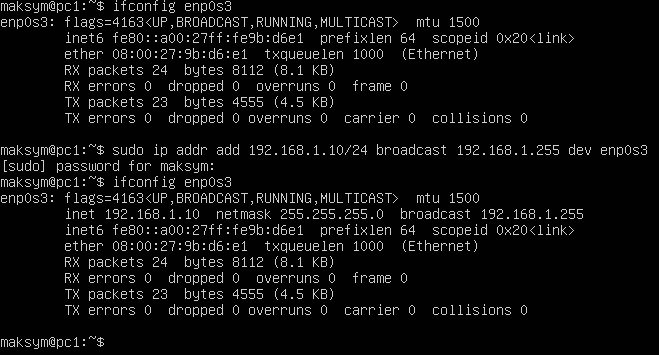 maksym@pc1:~$ ifconfig enp0s3
enp0s3: flags=4163<UP,BROADCAST,RUNNING,MULTICAST>  mtu 1500
        inet6 fe80::a00:27ff:fe9b:d6e1  prefixlen 64  scopeid 0x20<link>
        ether 08:00:27:9b:d6:e1  txqueuelen 1000  (Ethernet)
        RX packets 24  bytes 8112 (8.1 KB)
        RX errors 0  dropped 0  overruns 0  frame 0
        TX packets 23  bytes 4555 (4.5 KB)
        TX errors 0  dropped 0 overruns 0  carrier 0  collisions 0

maksym@pc1:~$ sudo ip addr add 192.168.1.10/24 broadcast 192.168.1.255 dev enp0s3
[sudo] password for maksym:
maksym@pc1:~$ ifconfig enp0s3
enp0s3: flags=4163<UP,BROADCAST,RUNNING,MULTICAST>  mtu 1500
        inet 192.168.1.10  netmask 255.255.255.0  broadcast 192.168.1.255
        inet6 fe80::a00:27ff:fe9b:d6e1  prefixlen 64  scopeid 0x20<link>
        ether 08:00:27:9b:d6:e1  txqueuelen 1000  (Ethernet)
        RX packets 24  bytes 8112 (8.1 KB)
        RX errors 0  dropped 0  overruns 0  frame 0
        TX packets 23  bytes 4555 (4.5 KB)
        TX errors 0  dropped 0 overruns 0  carrier 0  collisions 0

maksym@pc1:~$